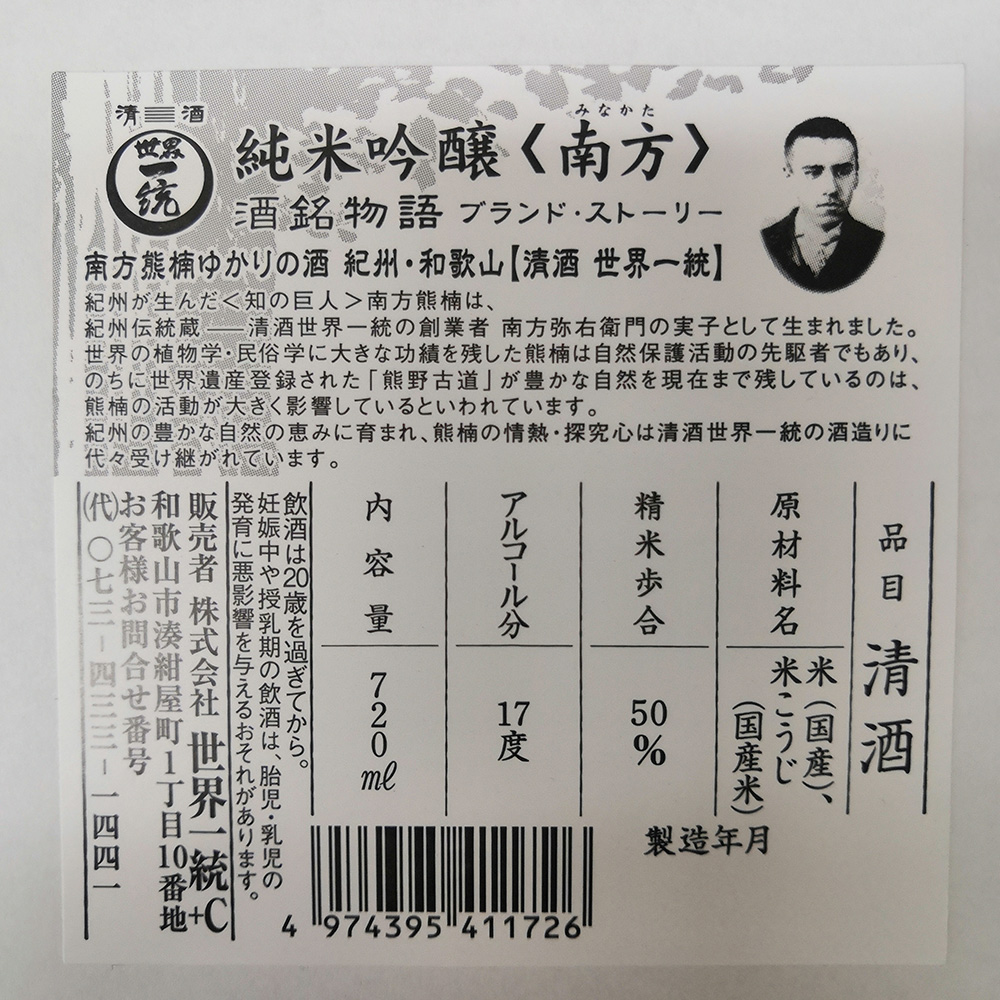 清酒
世界
一
統
みなかた
純米吟醸〈南方〉
酒銘物語 ブランド・ストーリー
南方熊楠ゆかりの酒 紀州・和歌山【清酒 世界一統】
紀州が生んだ＜知の巨人＞南方熊楠は、
紀州伝統蔵――清酒世界一統の創業者 南方弥右衛門の実子として生まれました。
世界の植物学・民俗学に大きな功績を残した熊楠は自然保護活動の先駆者でもあり、
のちに世界遺産登録された「熊野古道」が豊かな自然を現在まで残しているのは、
熊楠の活動が大きく影響しているといわれています。
紀州の豊かな自然の恵みに育まれ、熊楠の情熱・探究心は清酒世界一統の酒造りに
代々受け継がれています。
品目 清酒
原材料名 米（国産）、
米こうじ
（国産米）
精米歩合 50%
アルコール分 17度
内容量 720ml
飲酒は20歳を過ぎてから。
妊娠中や授乳期の飲酒は、胎児・乳児の
発育に悪影響を与えるおそれがあります。
販売者 株式会社 世界一統+C
和歌山市湊紺屋町1丁目10番地
お客様お問合せ番号
(代)〇七三-四三三-一四四一
製造年月
4 974395 411726